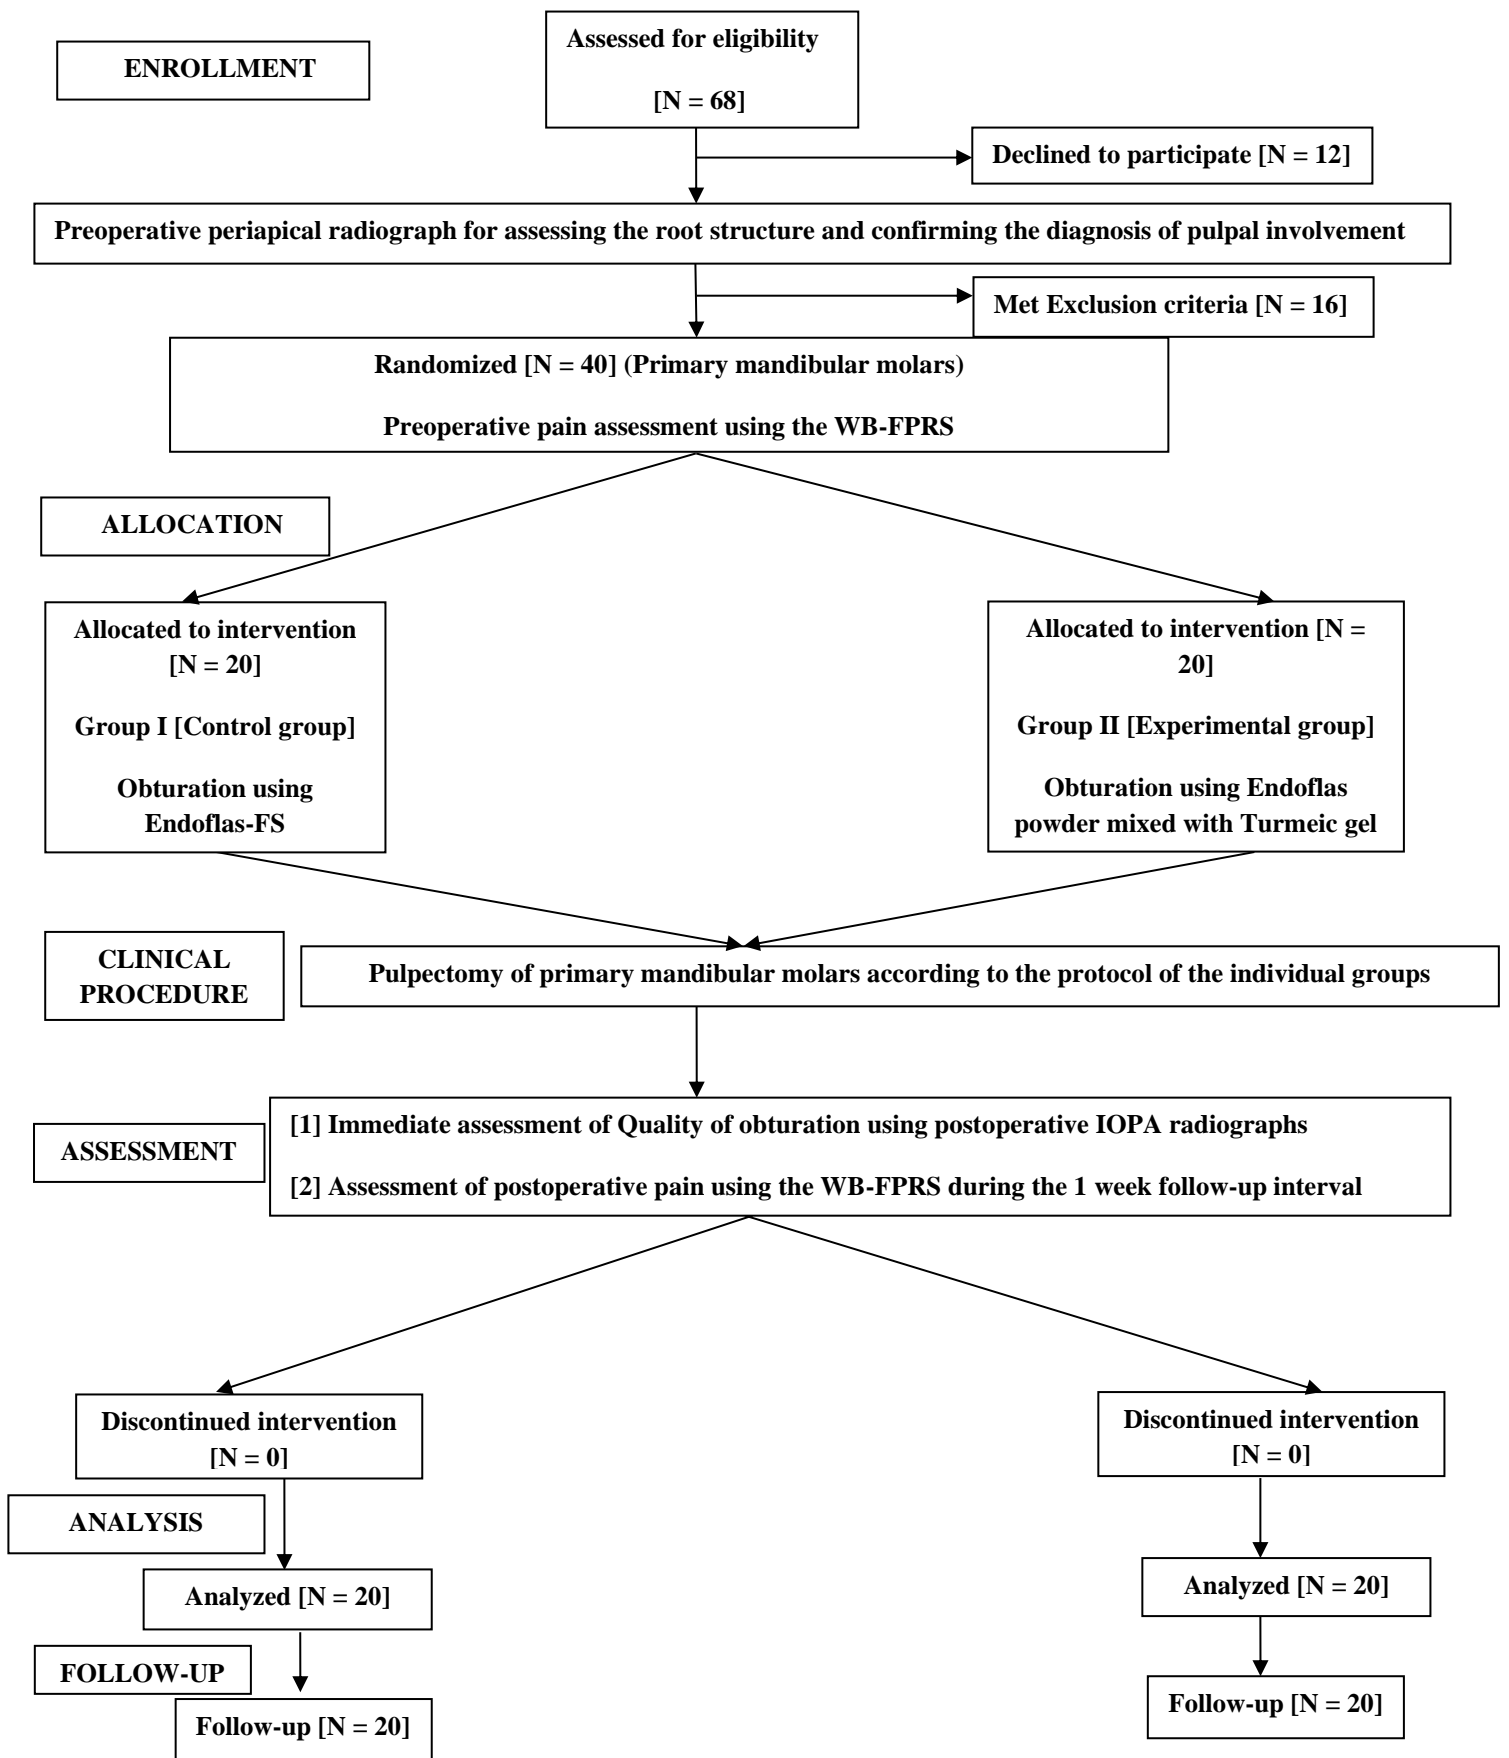 ENROLLMENT
Assessed for eligibility
[N = 68]
Declined to participate [N = 12]
Preoperative periapical radiograph for assessing the root structure and confirming the diagnosis of pulpal involvement
Met Exclusion criteria [N = 16]
Randomized [N = 40] (Primary mandibular molars)
Preoperative pain assessment using the WB-FPRS
ALLOCATION
Allocated to intervention
[N = 20]
Group I [Control group]
Obturation using
Endoflas-FS
Allocated to intervention [N =
20]
Group II [Experimental group]
Obturation using Endoflas
powder mixed with Turmeic gel
CLINICAL
PROCEDURE
Pulpectomy of primary mandibular molars according to the protocol of the individual groups
ASSESSMENT
[1] Immediate assessment of Quality of obturation using postoperative IOPA radiographs
[2] Assessment of postoperative pain using the WB-FPRS during the 1 week follow-up interval
Discontinued intervention
[N = 0]
Discontinued intervention
[N = 0]
ANALYSIS
Analyzed [N = 20]
Analyzed [N = 20]
FOLLOW-UP
Follow-up [N = 20]
Follow-up [N = 20]